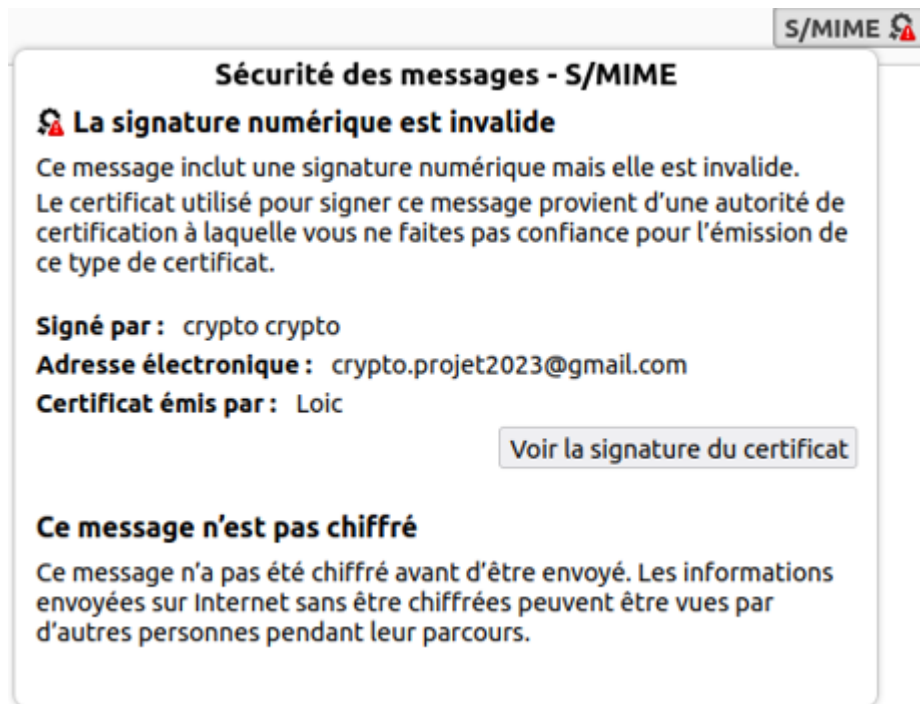 S/MIME
Sécurité des messages - S/MIME
La signature numérique est invalide
Ce message inclut une signature numérique mais elle est invalide.
Le certificat utilisé pour signer ce message provient d’une autorité de
certification à laquelle vous ne faites pas confiance pour l’émission de
ce type de certificat.
Signé par : crypto crypto
Adresse électronique : crypto.projet2023@gmail.com
Certificat émis par : Loic
Voir la signature du certificat
Ce message n’est pas chiffré
Ce message n’a pas été chiffré avant d’être envoyé. Les informations
envoyées sur Internet sans être chiffrées peuvent être vues par
d’autres personnes pendant leur parcours.